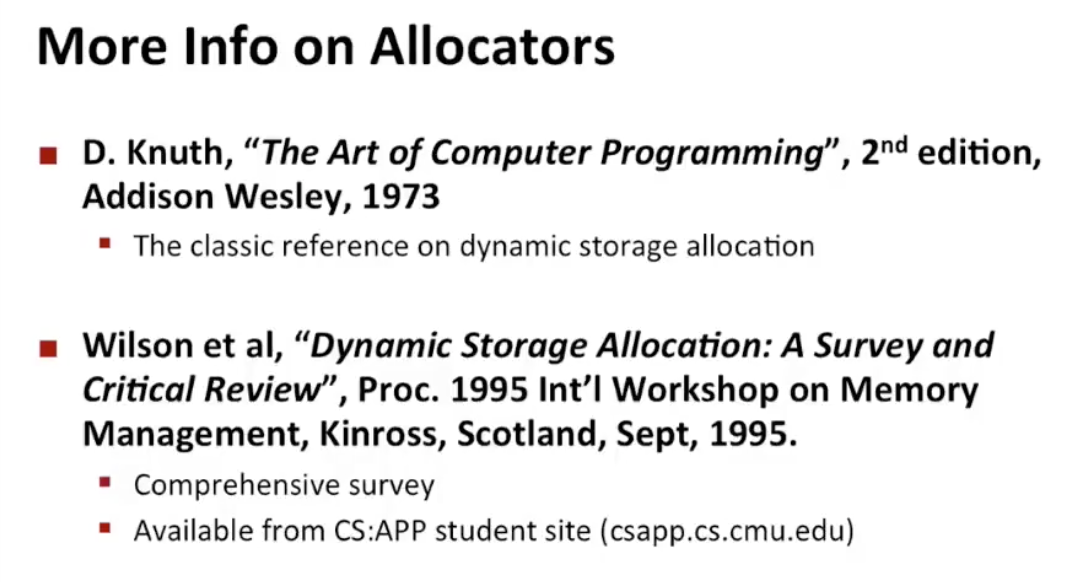 More Info on Allocators
D. Knuth, “The Art of Computer Programming”, 2nd edition,
Addison Wesley, 1973
The classic reference on dynamic storage allocation
Wilson et al, “Dynamic Storage Allocation: A Survey and
Critical Review”, Proc. 1995 Int’l Workshop on Memory
Management, Kinross, Scotland, Sept, 1995.
Comprehensive survey
Available from CS:APP student site (csapp.cs.cmu.edu)